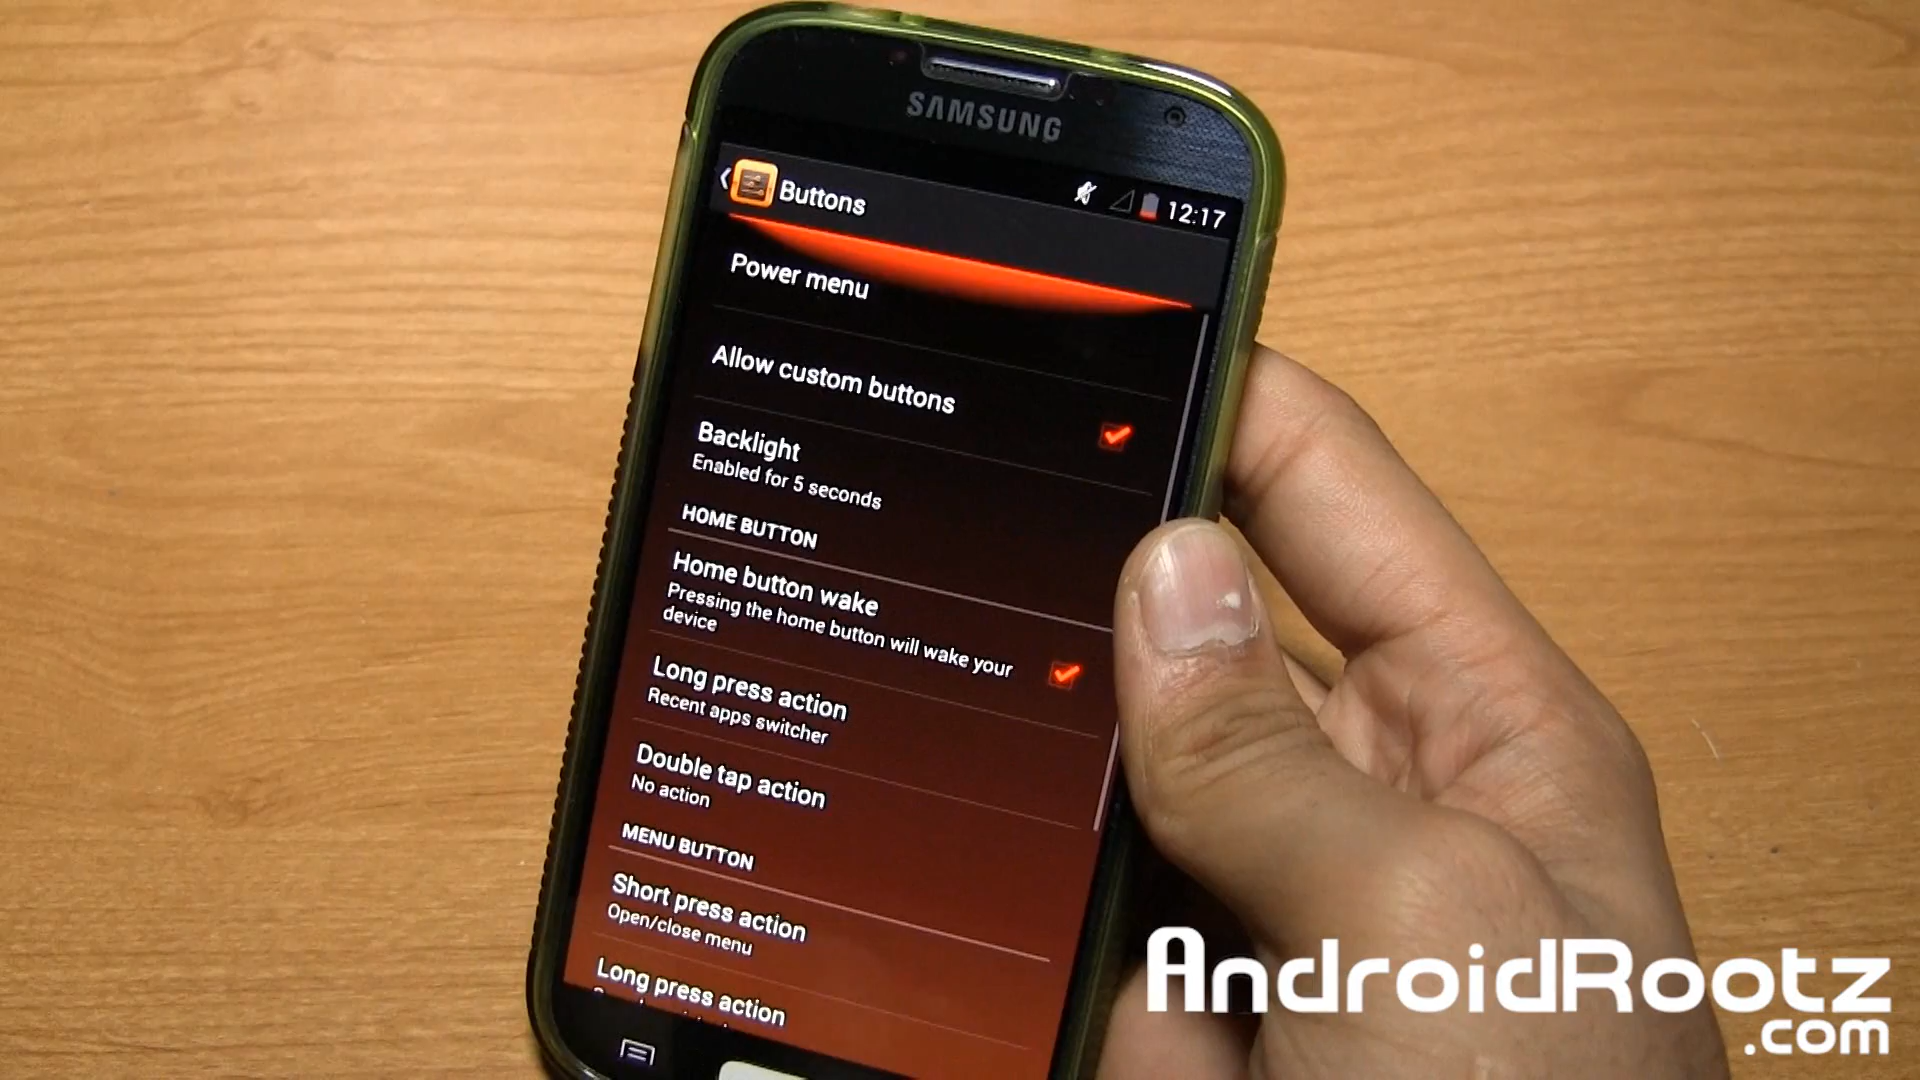 SAMSUNG
Buttons
12:17
Power menu
Allow custom buttons
Backlight
Enabled for 5 seconds
HOME BUTTON
Home button wake
Pressing the home button will wake your
device
Long press action
Recent apps switcher
Double tap action
No action
MENU BUTTON
Short press action
Open/close menu
Long press action
AndroidRootz
.com